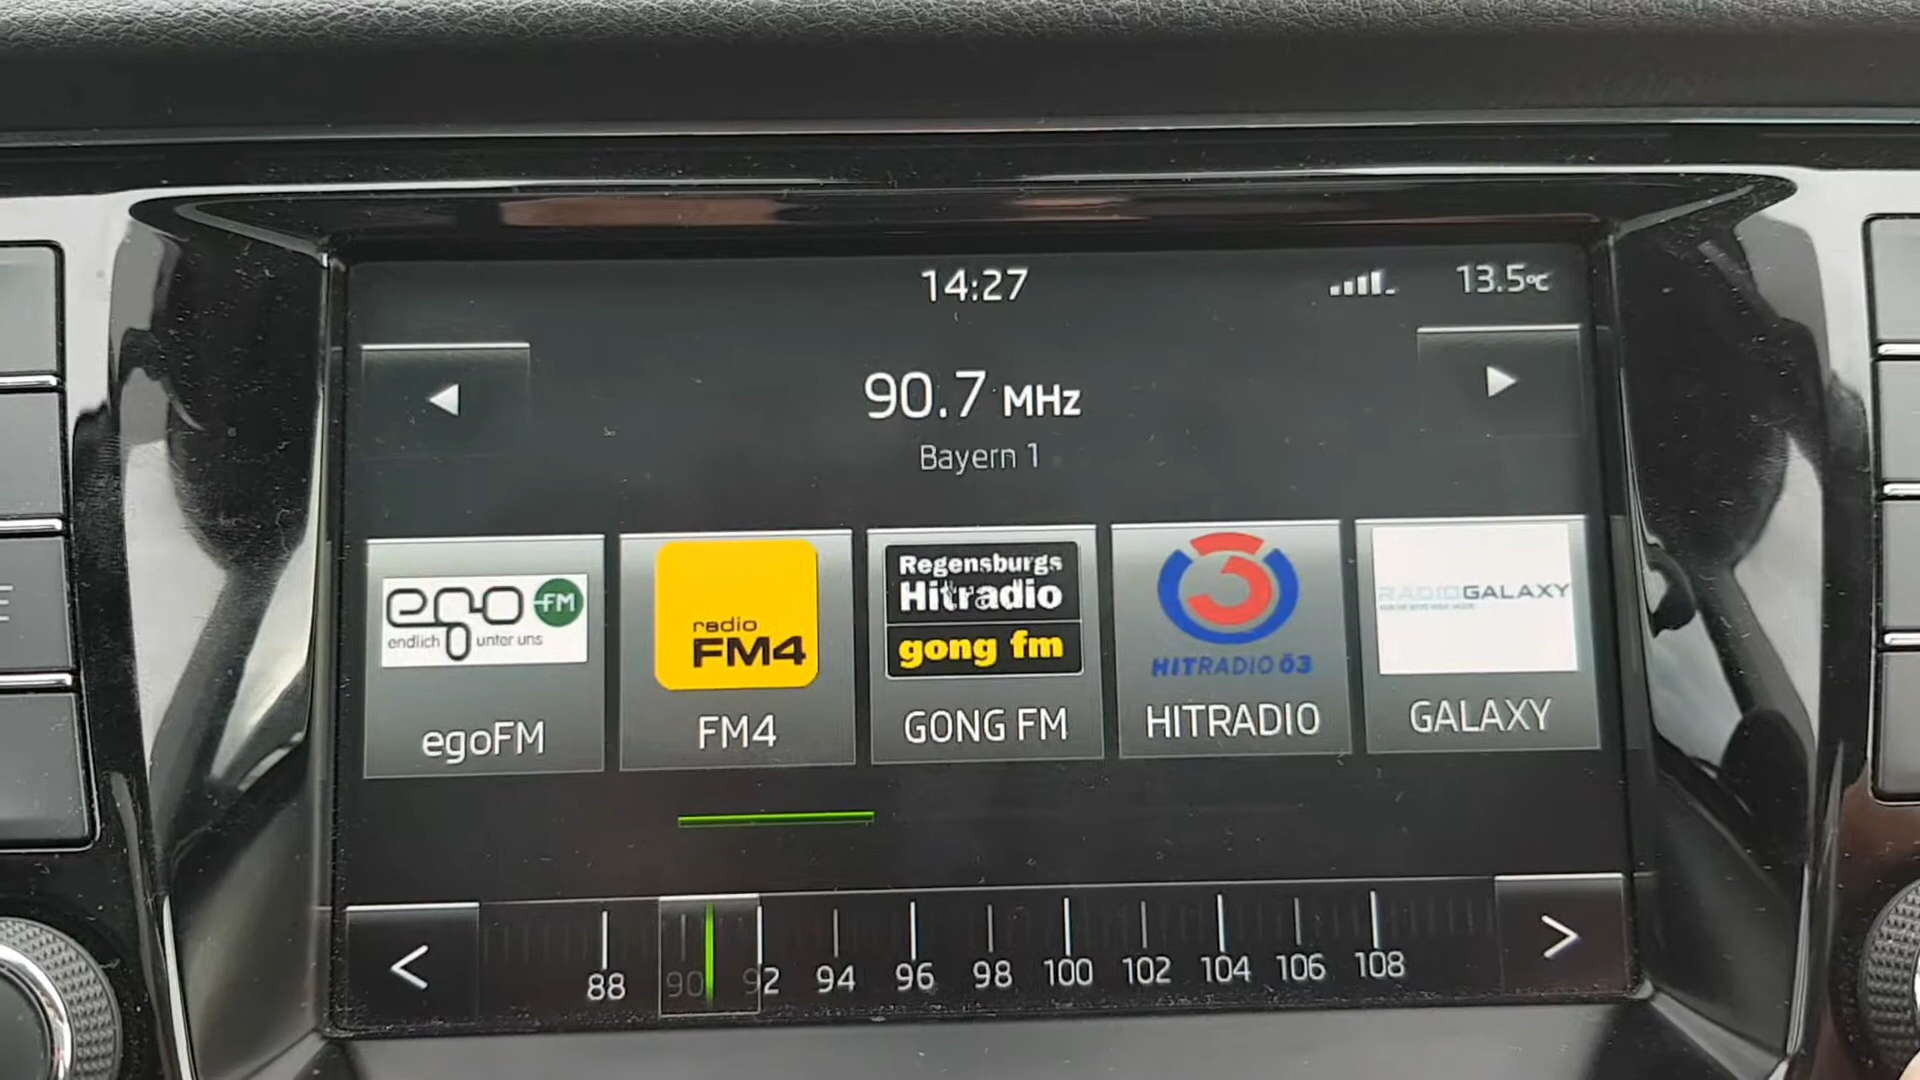 14:27
13.5°C
90.7 MHz
Bayern 1
ego FM
endlich unter uns
egoFM
radio
FM4
FM4
Regensburgs
Hitradio
gong fm
GONG FM
HITRADIO Ö3
HITRADIO
RADIOGALAXY
GALAXY
88 90 92 94 96 98 100 102 104 106 108
E